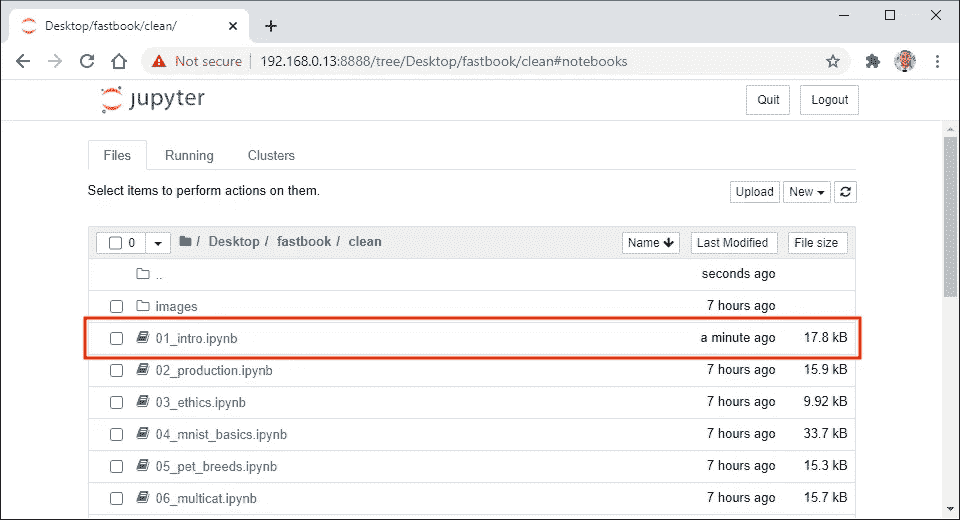 Desktop/fastbook/clean/
Not secure 192.168.0.13:8888/tree/Desktop/fastbook/clean#notebooks
jupyter Quit Logout
Files Running Clusters
Select items to perform actions on them. Upload New
0 / Desktop / fastbook / clean Name Last Modified File size
.. seconds ago
images 7 hours ago
01_intro.ipynb a minute ago 17.8 kB
02_production.ipynb 7 hours ago 15.9 kB
03_ethics.ipynb 7 hours ago 9.92 kB
04_mnist_basics.ipynb 7 hours ago 33.7 kB
05_pet_breeds.ipynb 7 hours ago 15.3 kB
06_multicat.ipynb 7 hours ago 15.7 kB